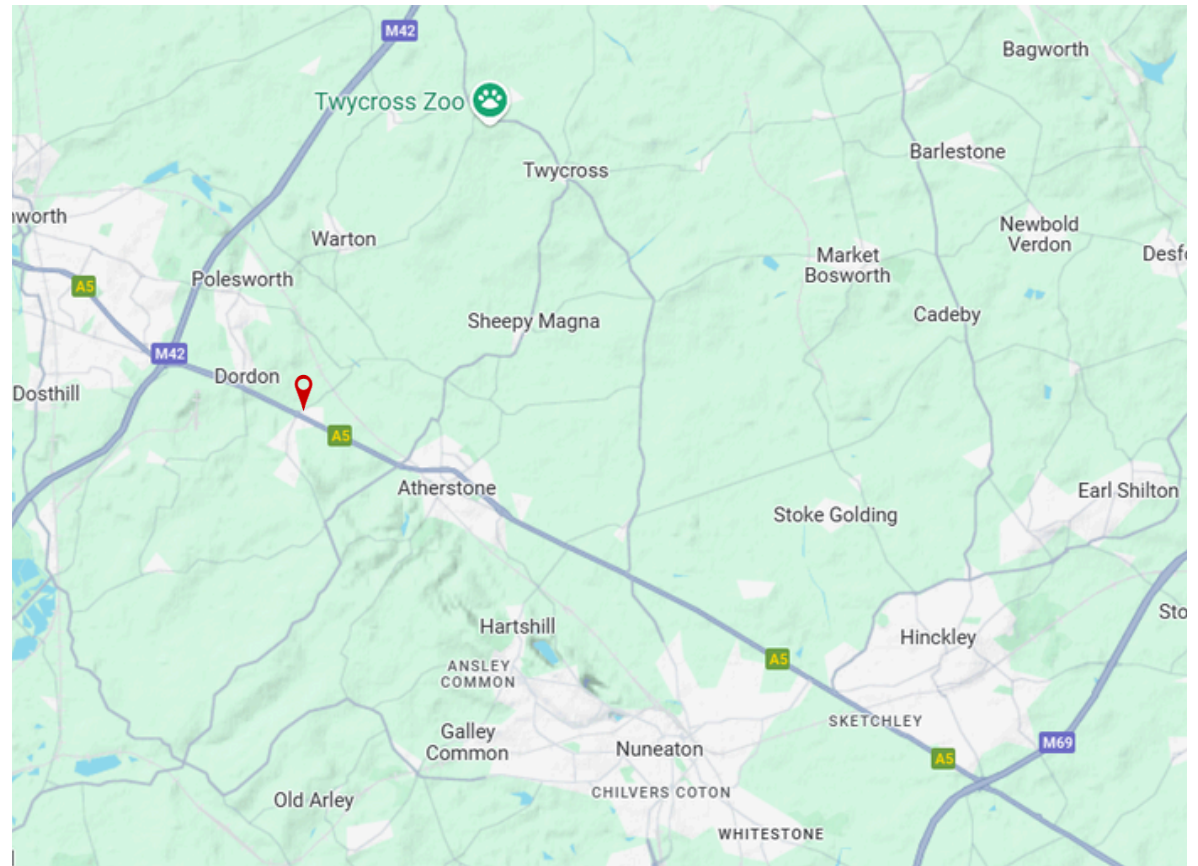 M42
Bagworth
Twycross Zoo
Barlestone
Twycross
nworth
Newbold
Verdon
Warton
Market
Bosworth
Desfo
Polesworth
A5
Cadeby
Sheepy Magna
M42
Dordon
Dosthill
A5
Atherstone
Earl Shilton
Stoke Golding
Sto
Hartshill
Hinckley
A5
ANSLEY
COMMON
SKETCHLEY
Galley
Common
Nuneaton
M69
A5
CHILVERS COTON
Old Arley
WHITESTONE